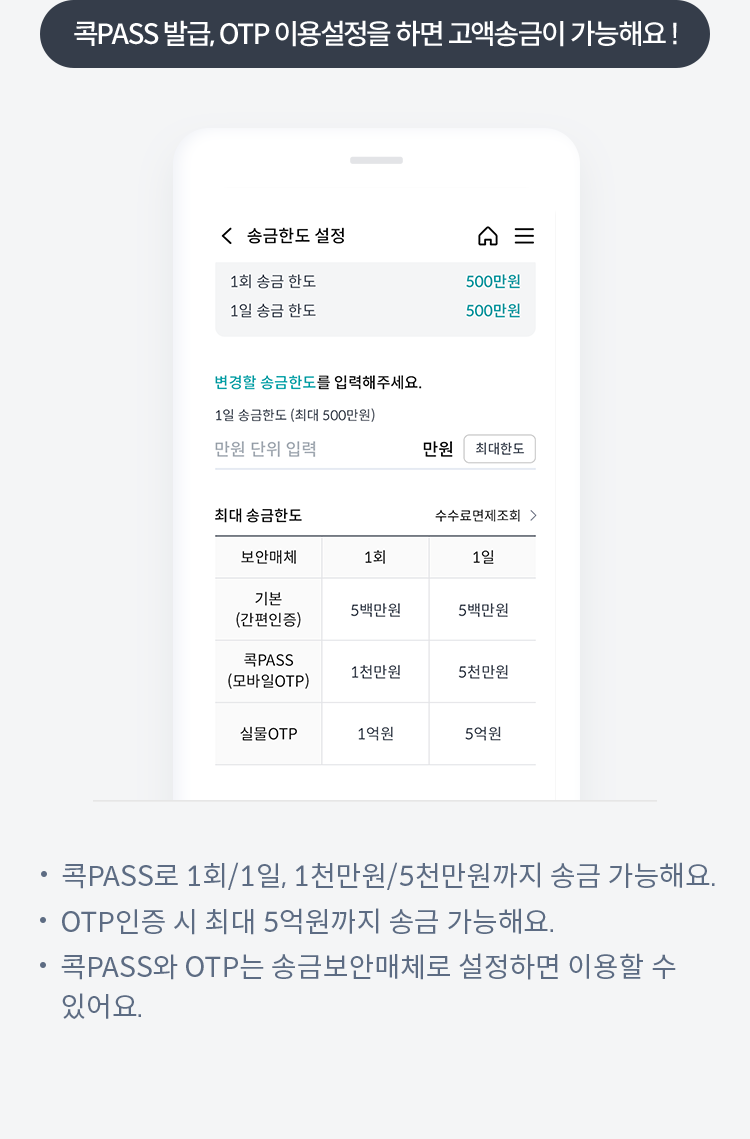 콕PASS 발급, OTP 이용설정을 하면 고액송금이 가능해요 !
송금한도 설정
1회 송금 한도 500만원
1일 송금 한도 500만원
변경할 송금한도를 입력해주세요.
1일 송금한도 (최대 500만원)
만원 단위 입력 만원 최대한도
최대 송금한도 수수료면제조회
보안매체 1회 1일
기본
(간편인증) 5백만원 5백만원
콕PASS
(모바일OTP) 1천만원 5천만원
실물OTP 1억원 5억원
• 콕PASS로 1회/1일, 1천만원/5천만원까지 송금 가능해요.
• OTP인증 시 최대 5억원까지 송금 가능해요.
• 콕PASS와 OTP는 송금보안매체로 설정하면 이용할 수
있어요.